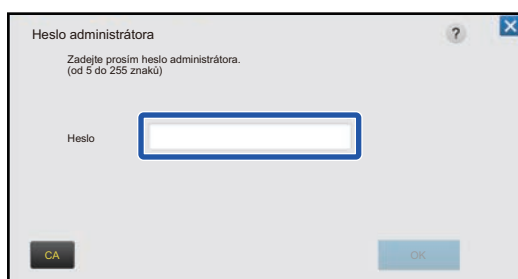 Heslo administrátora
?
Zadejte prosím heslo administrátora.
(od 5 do 255 znaků)
Heslo
CA
OK